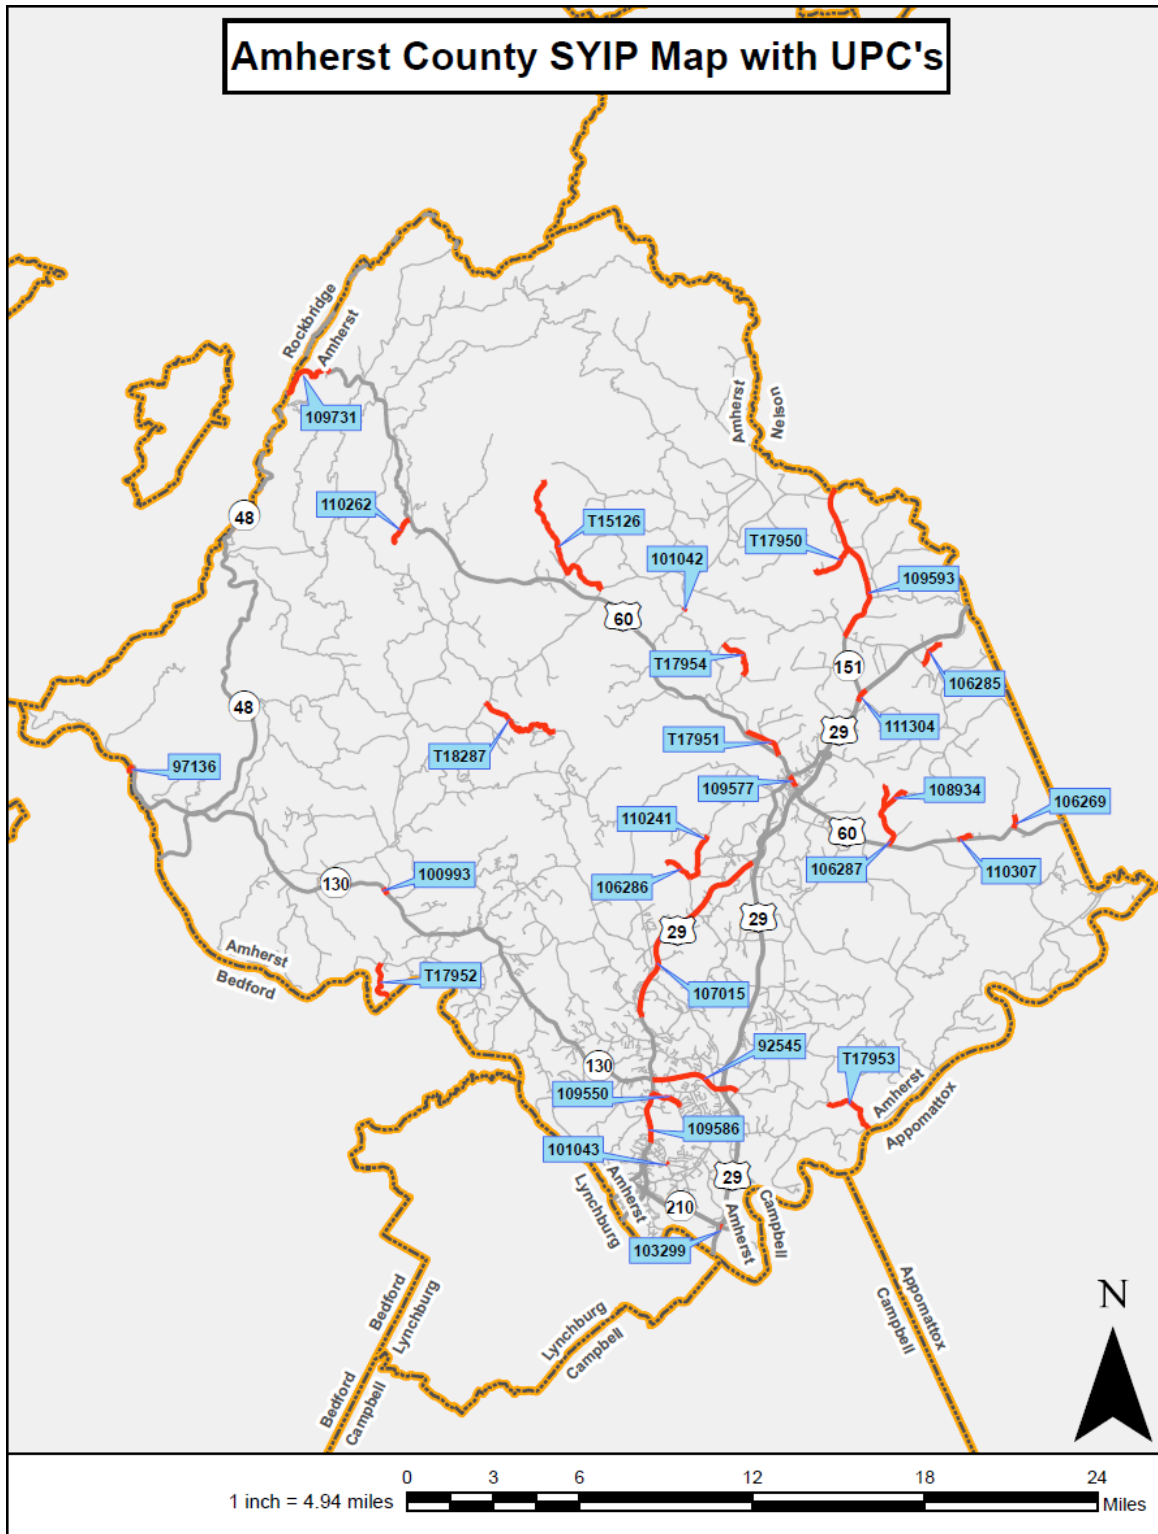 Amherst County SYIP Map with UPC's
Rockbridge
Amherst
109731
Amherst
Nelson
48
110262
T15126
101042
T17950
109593
60
T17954
151
106285
48
111304
29
T18287
T17951
97136
109577
108934
106269
110241
60
106286
106287
110307
100993
130
29
29
Amherst
Bedford
T17952
107015
92545
T17953
130
109550
Amherst
Appomattox
109586
101043
29
Amherst
Lynchburg
210
Amherst
Campbell
103299
Bedford
Lynchburg
Appomattox
Campbell
N
Lynchburg
Campbell
Bedford
Campbell
0 3 6 12 18 24
1 inch = 4.94 miles
Miles